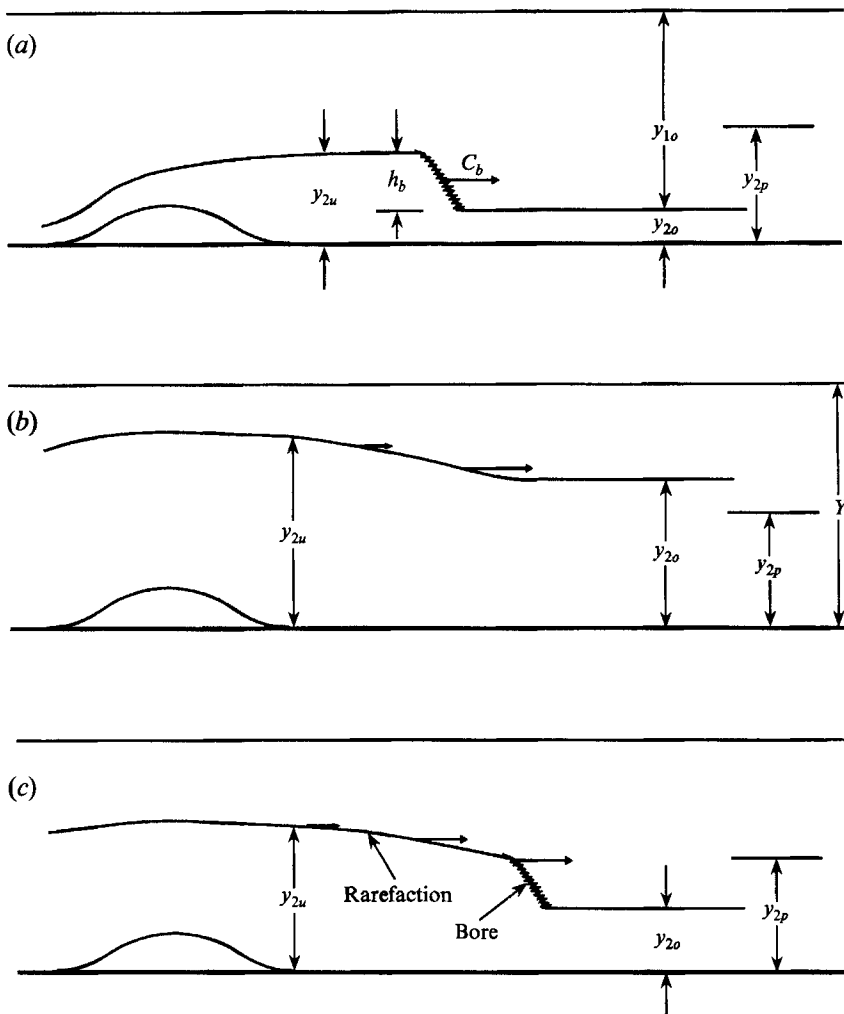 (a)
y1o
y2p
Cb
hb
y2u
y2o
(b)
Y
y2u
y2o
y2p
(c)
y2u
Rarefaction
Bore
y2p
y2o